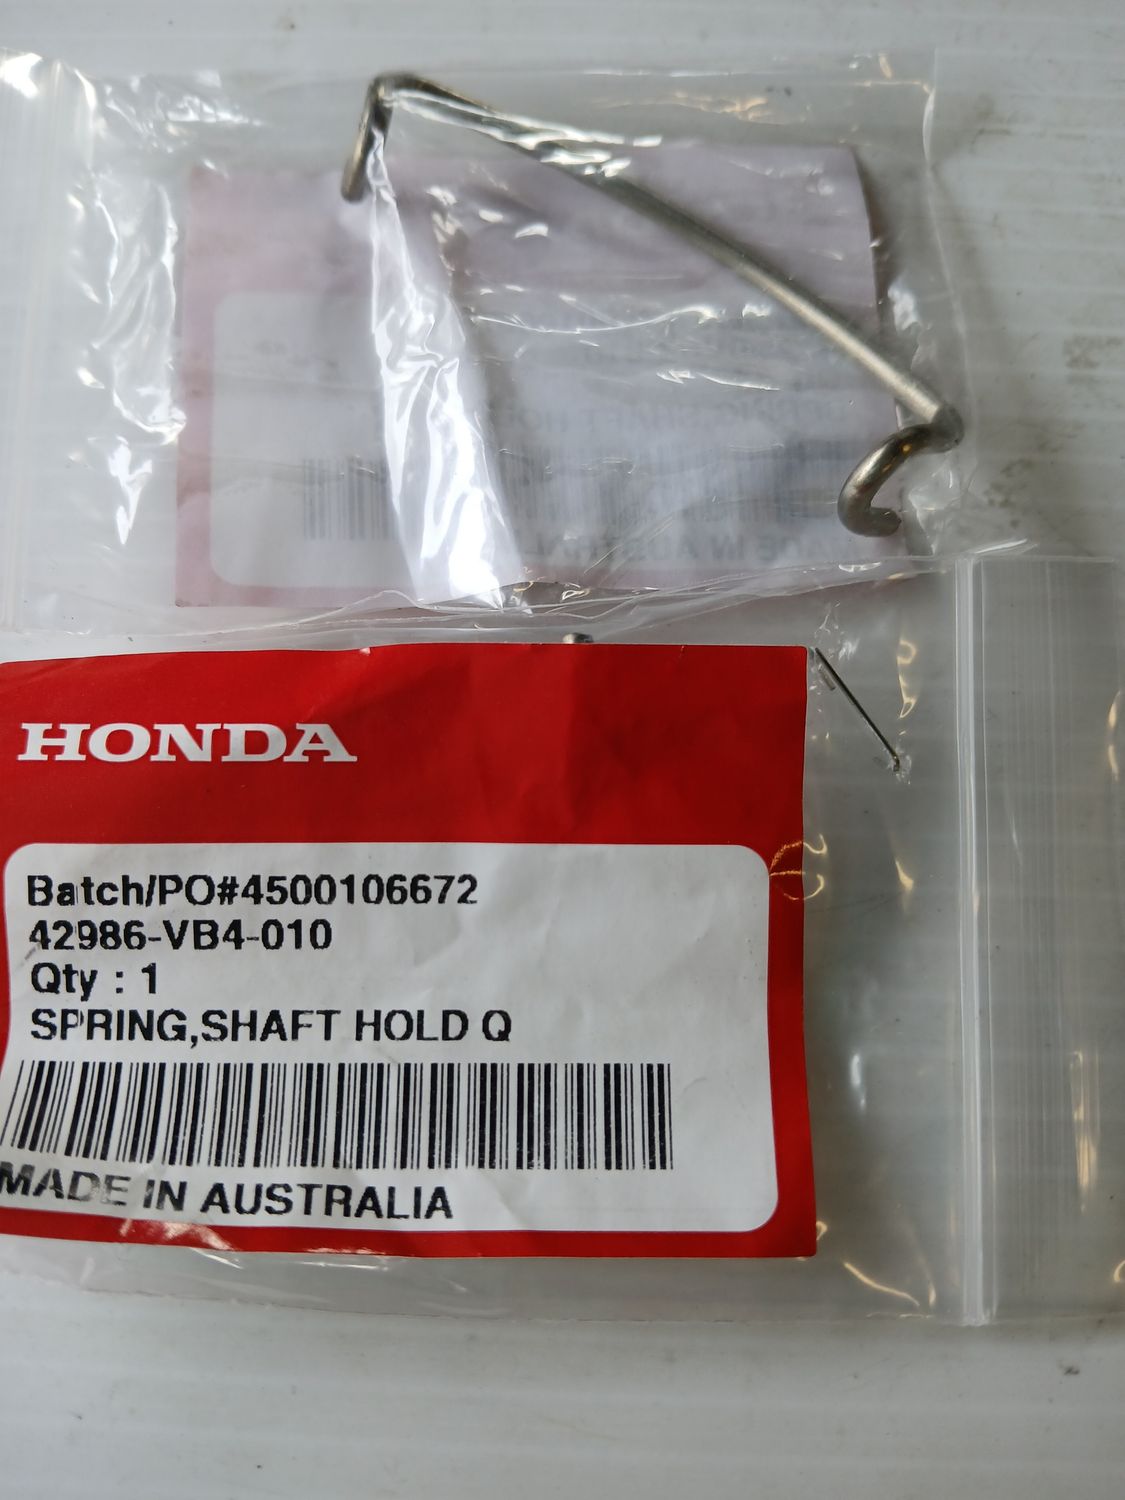 HONDA
Batch/PO#4500106672
42986-VB4-010
Qty : 1
SPRING,SHAFT HOLD Q
MADE IN AUSTRALIA